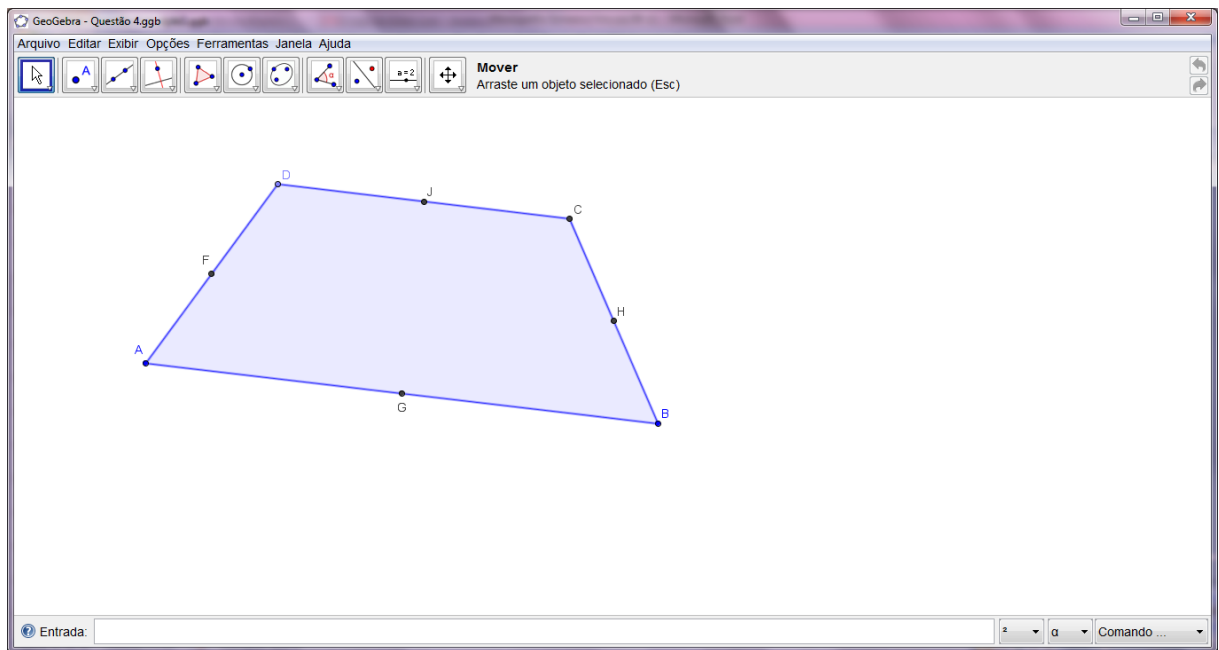 GeoGebra - Questão 4.ggb
Arquivo Editar Exibir Opções Ferramentas Janela Ajuda
A
α
a=2
Mover
Arraste um objeto selecionado (Esc)
D
J
C
F
H
A
G
B
Entrada:
²
α
Comando ...